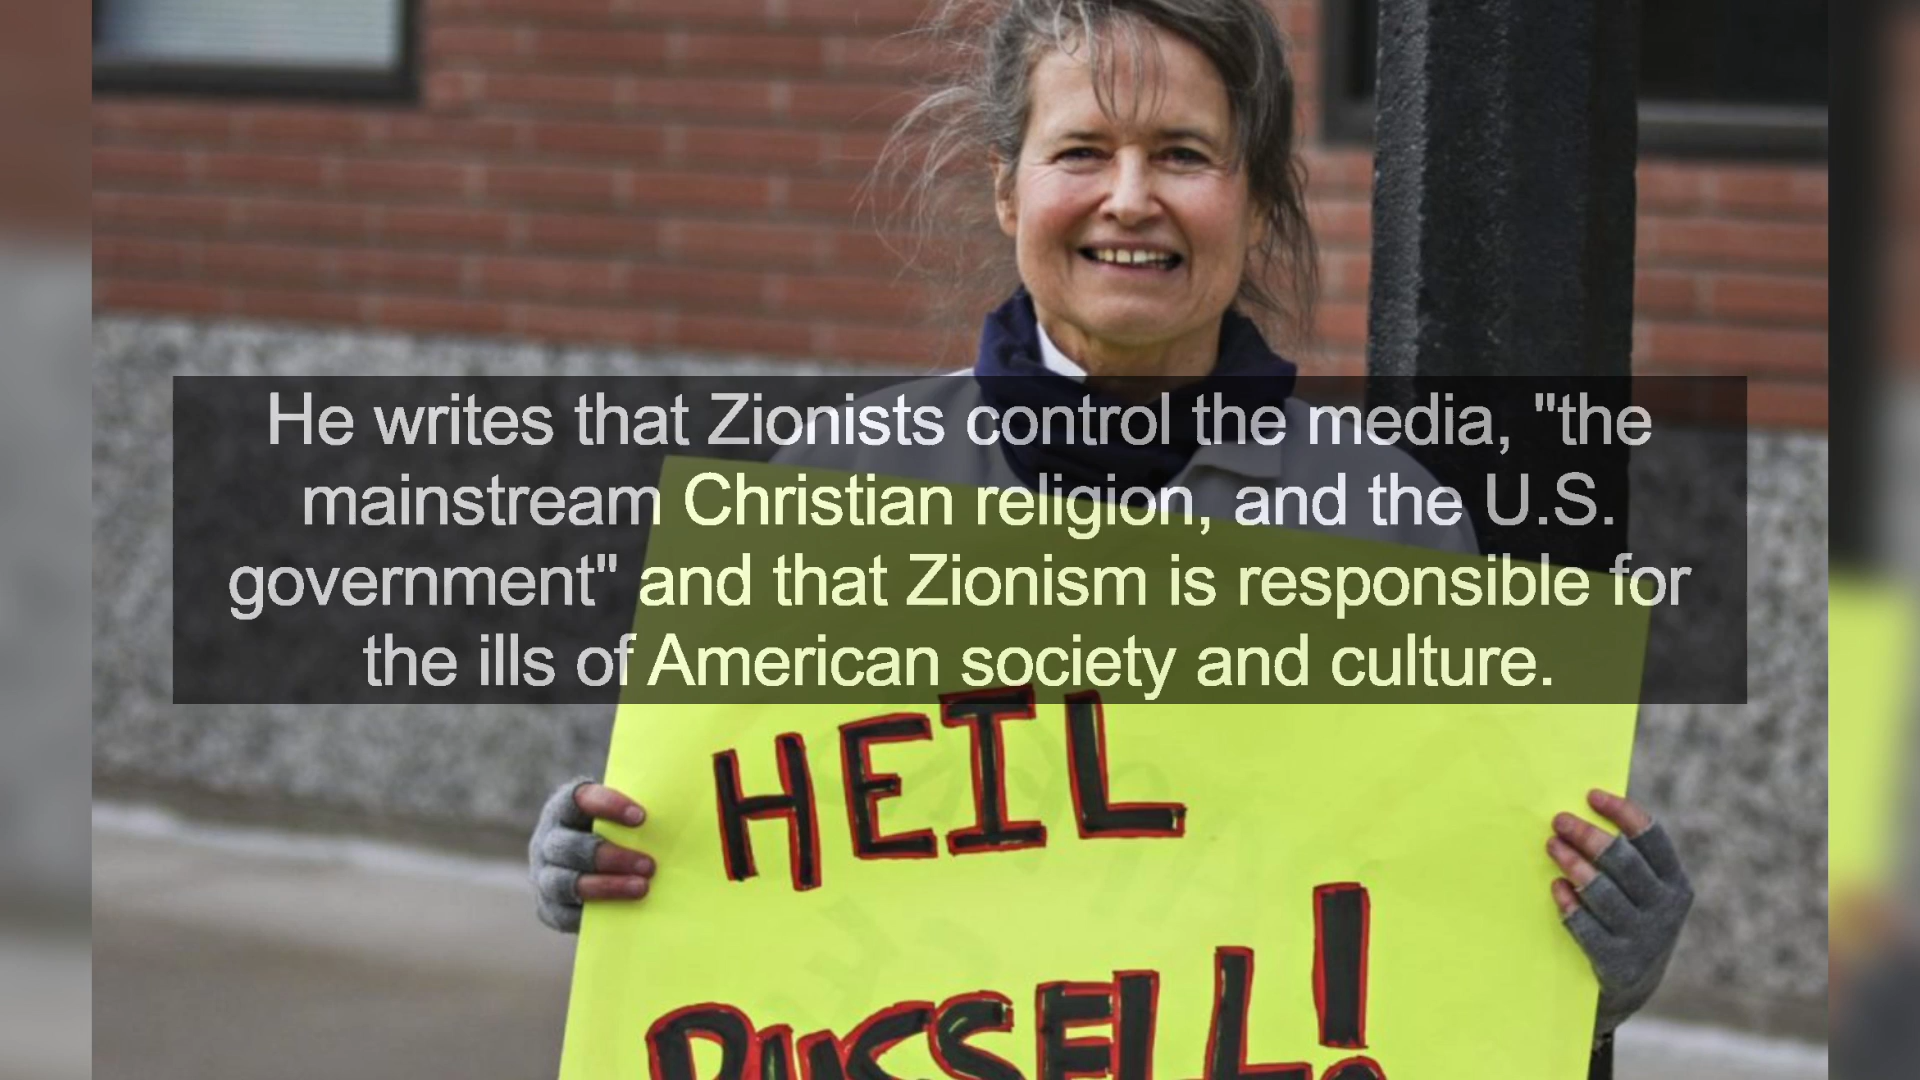 He writes that Zionists control the media, "the
mainstream Christian religion, and the U.S.
government" and that Zionism is responsible for
the ills of American society and culture.
HEIL
RUSSELL!